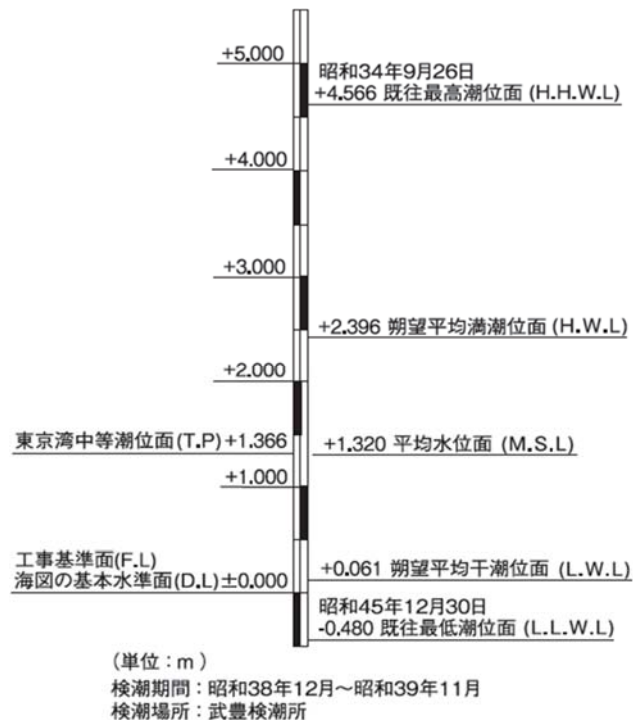 +5.000
昭和34年9月26日
+4.566 既往最高潮位面 (H.H.W.L)
+4.000
+3.000
+2.396 朔望平均満潮位面 (H.W.L)
+2.000
東京湾中等潮位面(T.P) +1.366
+1.320 平均水位面 (M.S.L)
+1.000
工事基準面(F.L)
海図の基本水準面(D.L) ±0.000
+0.061 朔望平均干潮位面 (L.W.L)
昭和45年12月30日
-0.480 既往最低潮位面 (L.L.W.L)
(単位:m)
検潮期間:昭和38年12月~昭和39年11月
検潮場所:武豊検潮所